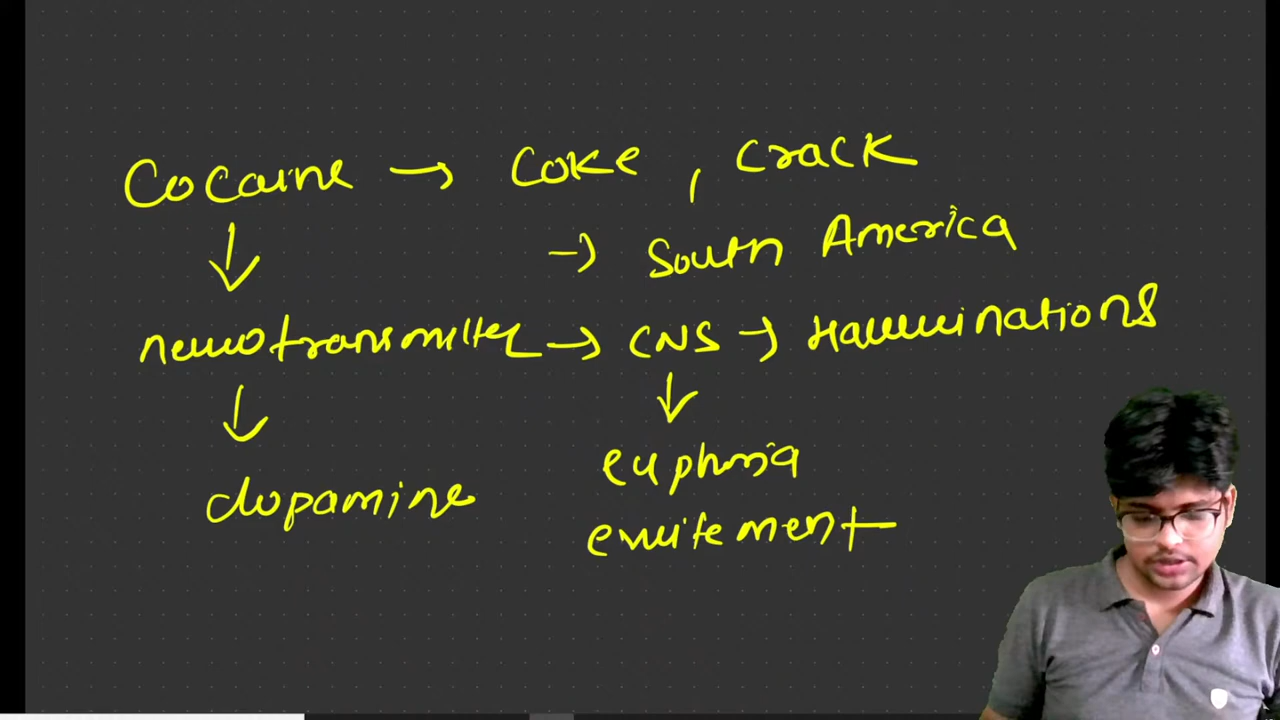 Cocaine → Coke, Crack
→ South America
neurotransmitter → CNS → Hallucinations
dopamine
euphoria
excitement